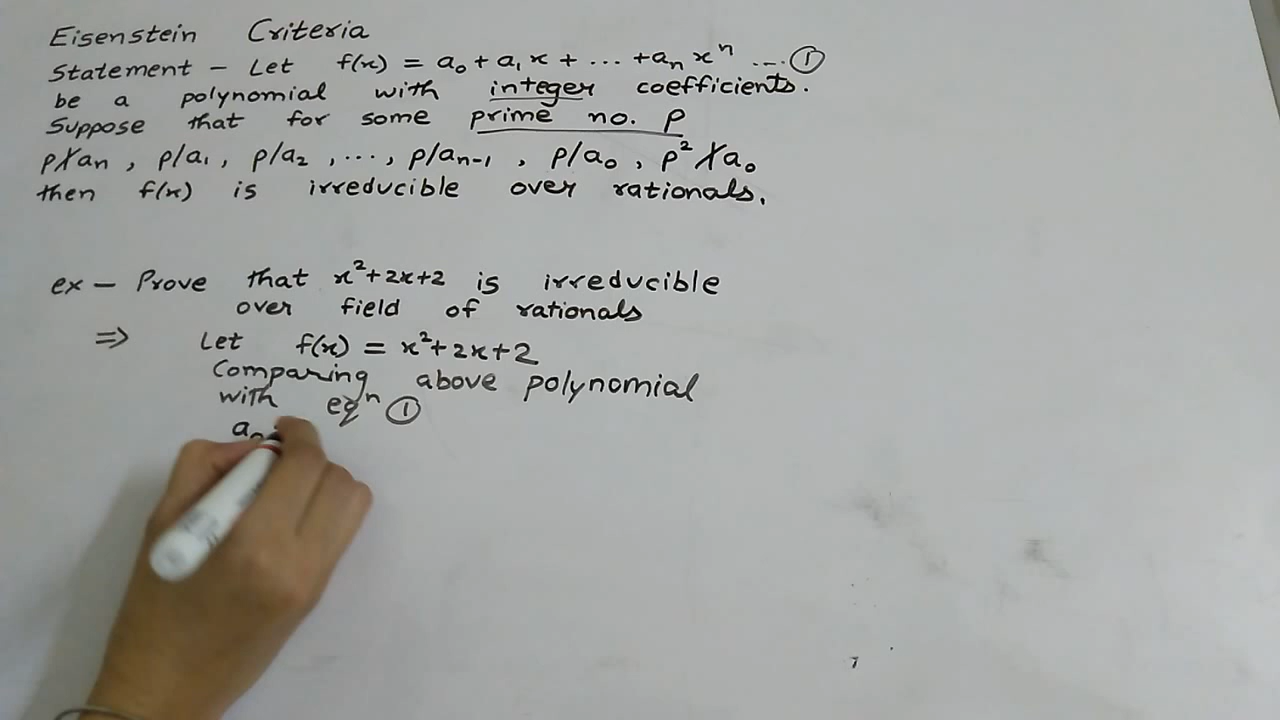 Eisenstein Criteria
Statement - Let f(x) = a₀ + a₁x + ... + aₙxⁿ ... ①
be a polynomial with integer coefficients.
Suppose that for some prime no. p
p∤aₙ , p/a₁, p/a₂ , ..., p/aₙ₋₁ , p/a₀ , p²∤a₀
then f(x) is irreducible over rationals.
ex - Prove that x²+2x+2 is irreducible
over field of rationals
⇒ Let f(x) = x²+2x+2
Comparing above polynomial
with eqⁿ ①